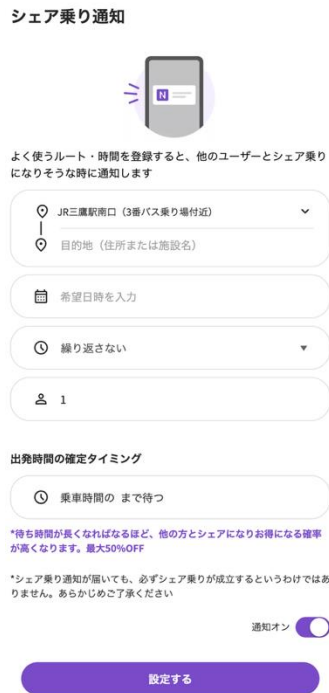 シェア乗り通知
N
よく使うルート・時間を登録すると、他のユーザーとシェア乗り
になりそうな時に通知します
JR三鷹駅南口（3番バス乗り場付近）
目的地（住所または施設名）
希望日時を入力
繰り返さない
1
出発時間の確定タイミング
乗車時間の まで待つ
*待ち時間が長くなればなるほど、他の方とシェアになりお得になる確率
が高くなります。最大50%OFF
*シェア乗り通知が届いても、必ずシェア乗りが成立するというわけではあ
りません。あらかじめご了承ください
通知オン
設定する